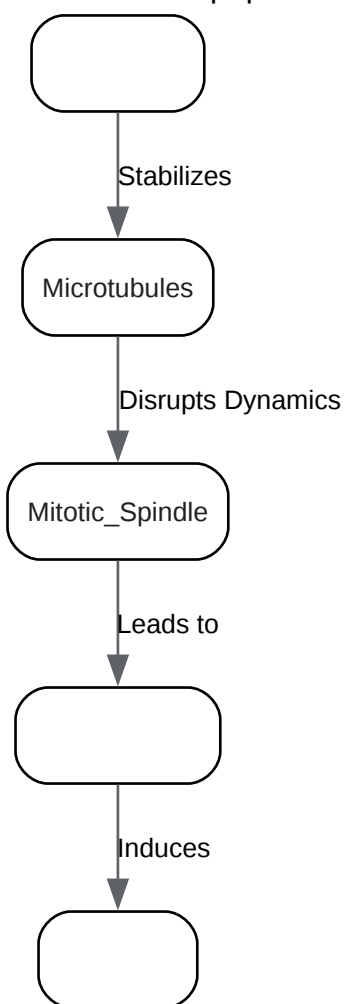 Stabilizes
Microtubules
Disrupts Dynamics
Mitotic_Spindle
Leads to
Induces